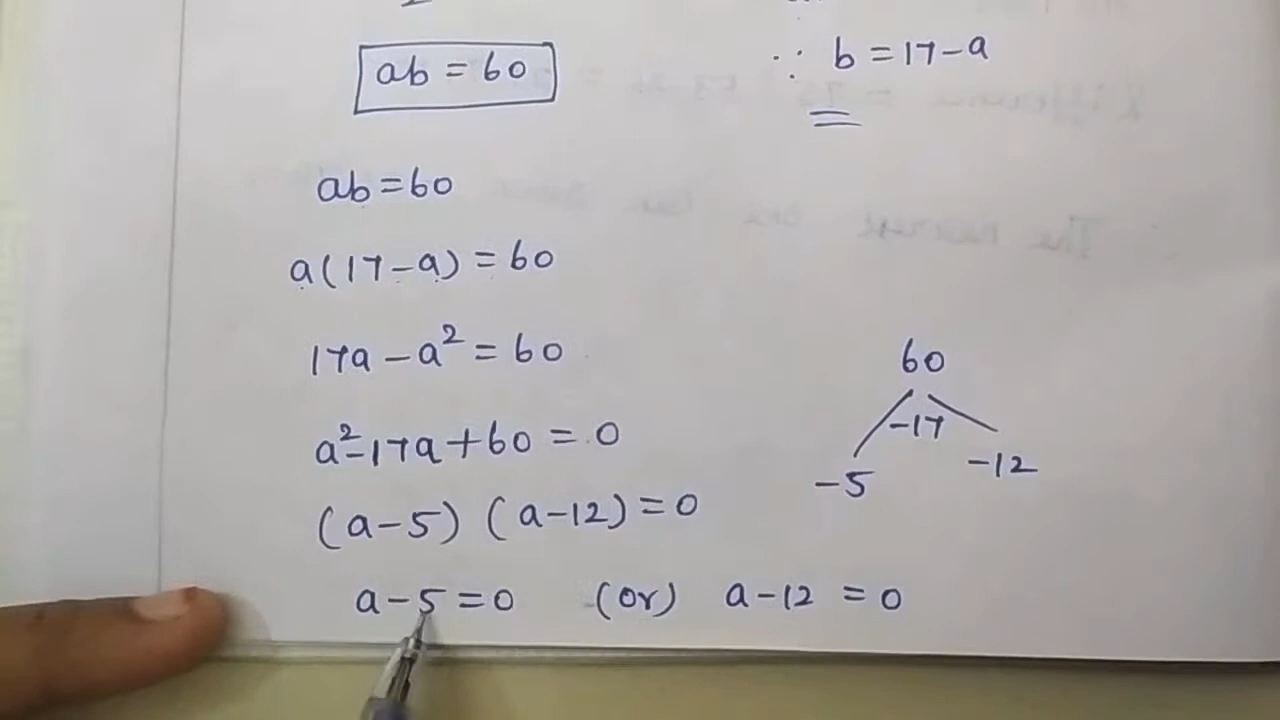 ab = 60
∵ b = 17-a
ab = 60
a(17-a) = 60
17a - a² = 60
a² - 17a + 60 = 0
(a-5) (a-12) = 0
a-5 = 0 (or) a-12 = 0
60
-17
-5 -12